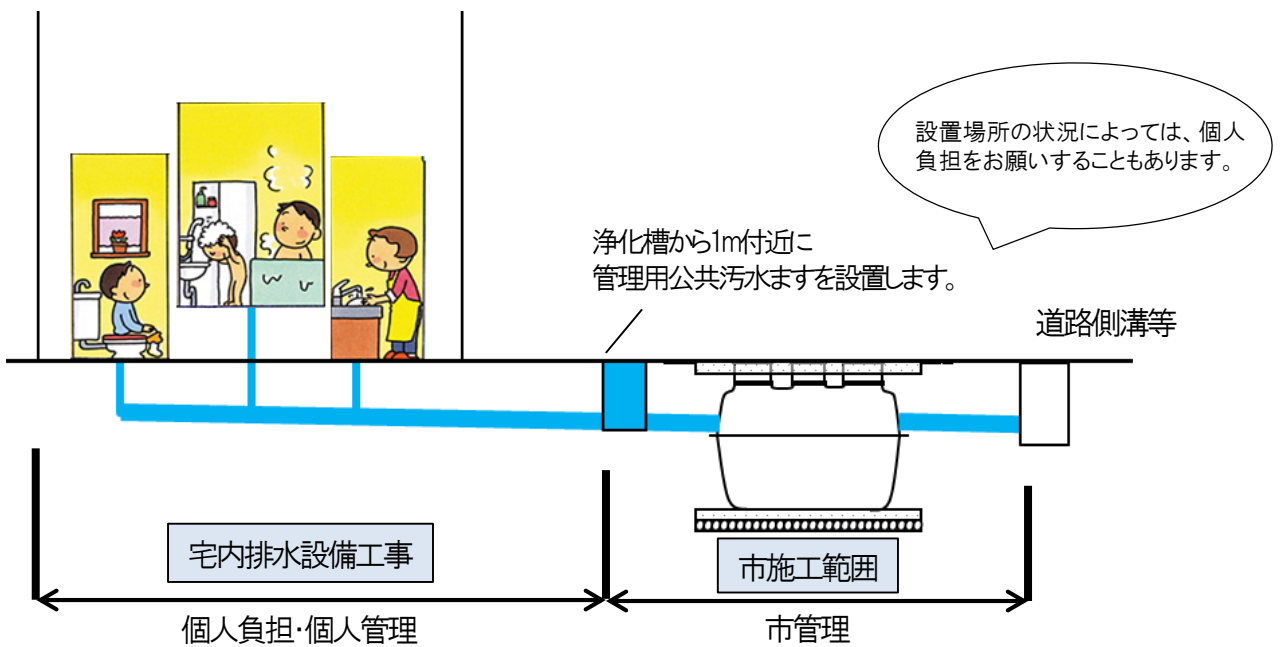 設置場所の状況によっては、個人
負担をお願いすることもあります。
浄化槽から1m付近に
管理用公共汚水ますを設置します。
道路側溝等
宅内排水設備工事
市施工範囲
個人負担・個人管理
市管理